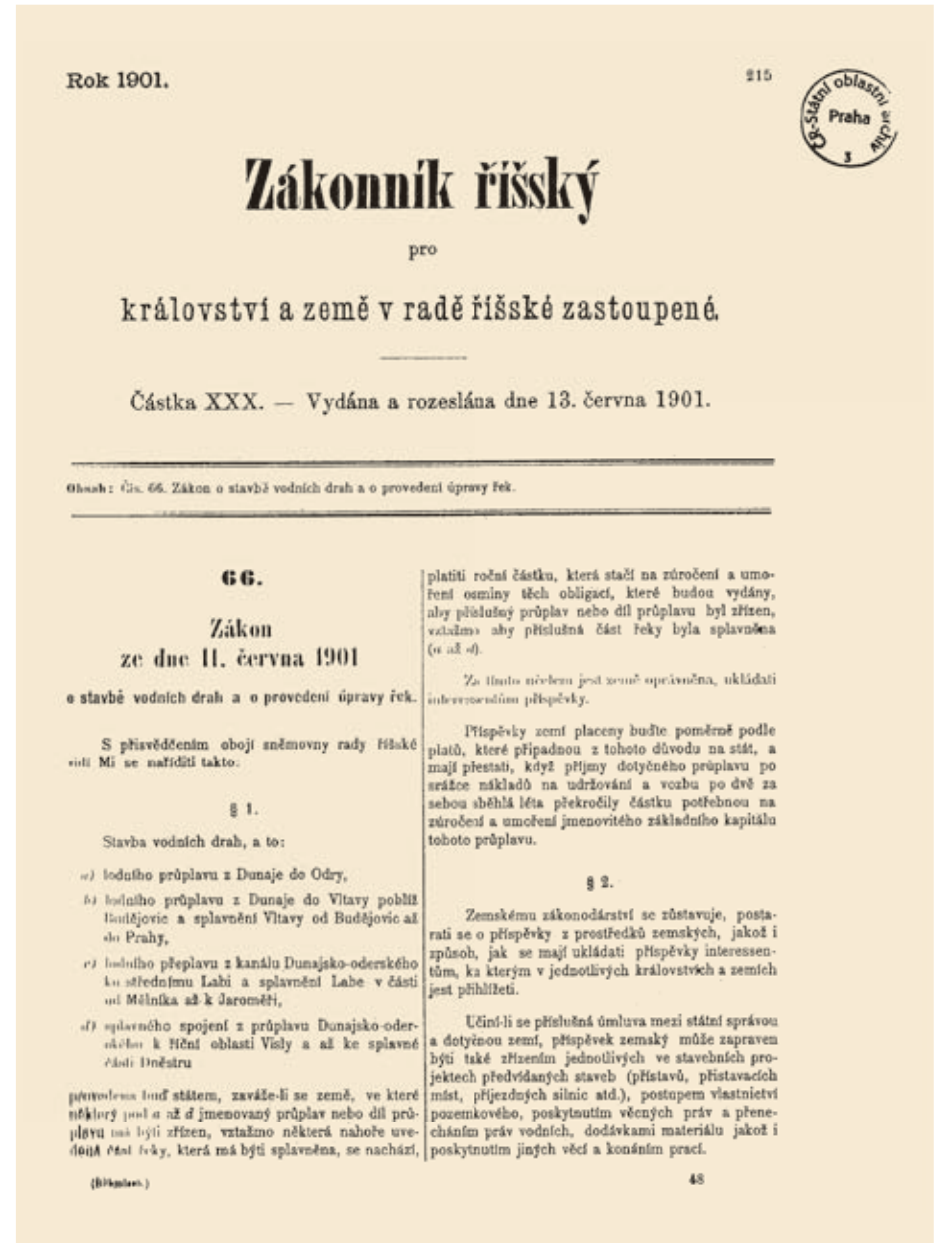 Rok 1901.
215
ČR-Státní oblastní archiv
Praha
3
Zákonník říšský
pro
království a země v radě říšské zastoupené.
Částka XXX. — Vydána a rozeslána dne 13. června 1901.
Obsah: Čís. 66. Zákon o stavbě vodních drah a o provedení úpravy řek.
66.
Zákon
ze dne 11. června 1901
o stavbě vodních drah a o provedení úpravy řek.
S přisvědčením obojí sněmovny rady říšské
vidí Mi se naříditi takto:
§ 1.
Stavba vodních drah, a to:
a) lodního průplavu z Dunaje do Odry,
b) lodního průplavu z Dunaje do Vltavy poblíž
Budějovic a splavnění Vltavy od Budějovic až
do Prahy,
c) lodního přeplavu z kanálu Dunajsko-oderského
ku střednímu Labi a splavnění Labe v části
od Mělníka až k Jaroměři,
d) splavného spojení z průplavu Dunajsko-oder-
ského k říční oblasti Visly a až ke splavné
části Dněstru
provedena buď státem, zaváže-li se země, ve které
některý pod a až d jmenovaný průplav nebo díl prů-
plavu má býti zřízen, vztažmo některá nahoře uve-
dená část řeky, která má býti splavněna, se nachází,
(Böhmisch.)
platiti roční částku, která stačí na zúročení a umo-
ření osminy těch obligací, které budou vydány,
aby příslušný průplav nebo díl průplavu byl zřízen,
vztažmo aby příslušná část řeky byla splavněna
(a až d).
Za tímto účelem jest země oprávněna, ukládati
interessentům příspěvky.
Příspěvky zemí placeny buďte poměrně podle
platů, které připadnou z tohoto důvodu na stát, a
mají přestati, když příjmy dotyčného průplavu po
srážce nákladů na udržování a vozbu po dvě za
sebou sběhlá léta překročily částku potřebnou na
zúročení a umoření jmenovitého základního kapitálu
tohoto průplavu.
§ 2.
Zemskému zákonodárství se zůstavuje, posta-
rati se o příspěvky z prostředků zemských, jakož i
způsob, jak se mají ukládati příspěvky interessen-
tům, ka kterým v jednotlivých královstvích a zemích
jest přihlížeti.
Učiní-li se příslušná úmluva mezi státní správou
a dotyčnou zemí, příspěvek zemský může zapraven
býti také zřízením jednotlivých ve stavebních pro-
jektech předvídaných staveb (přístavů, přistavacích
míst, příjezdných silnic atd.), postupem vlastnictví
pozemkového, poskytnutím věcných práv a přene-
cháním práv vodních, dodávkami materiálu jakož i
poskytnutím jiných věcí a konáním prací.
48